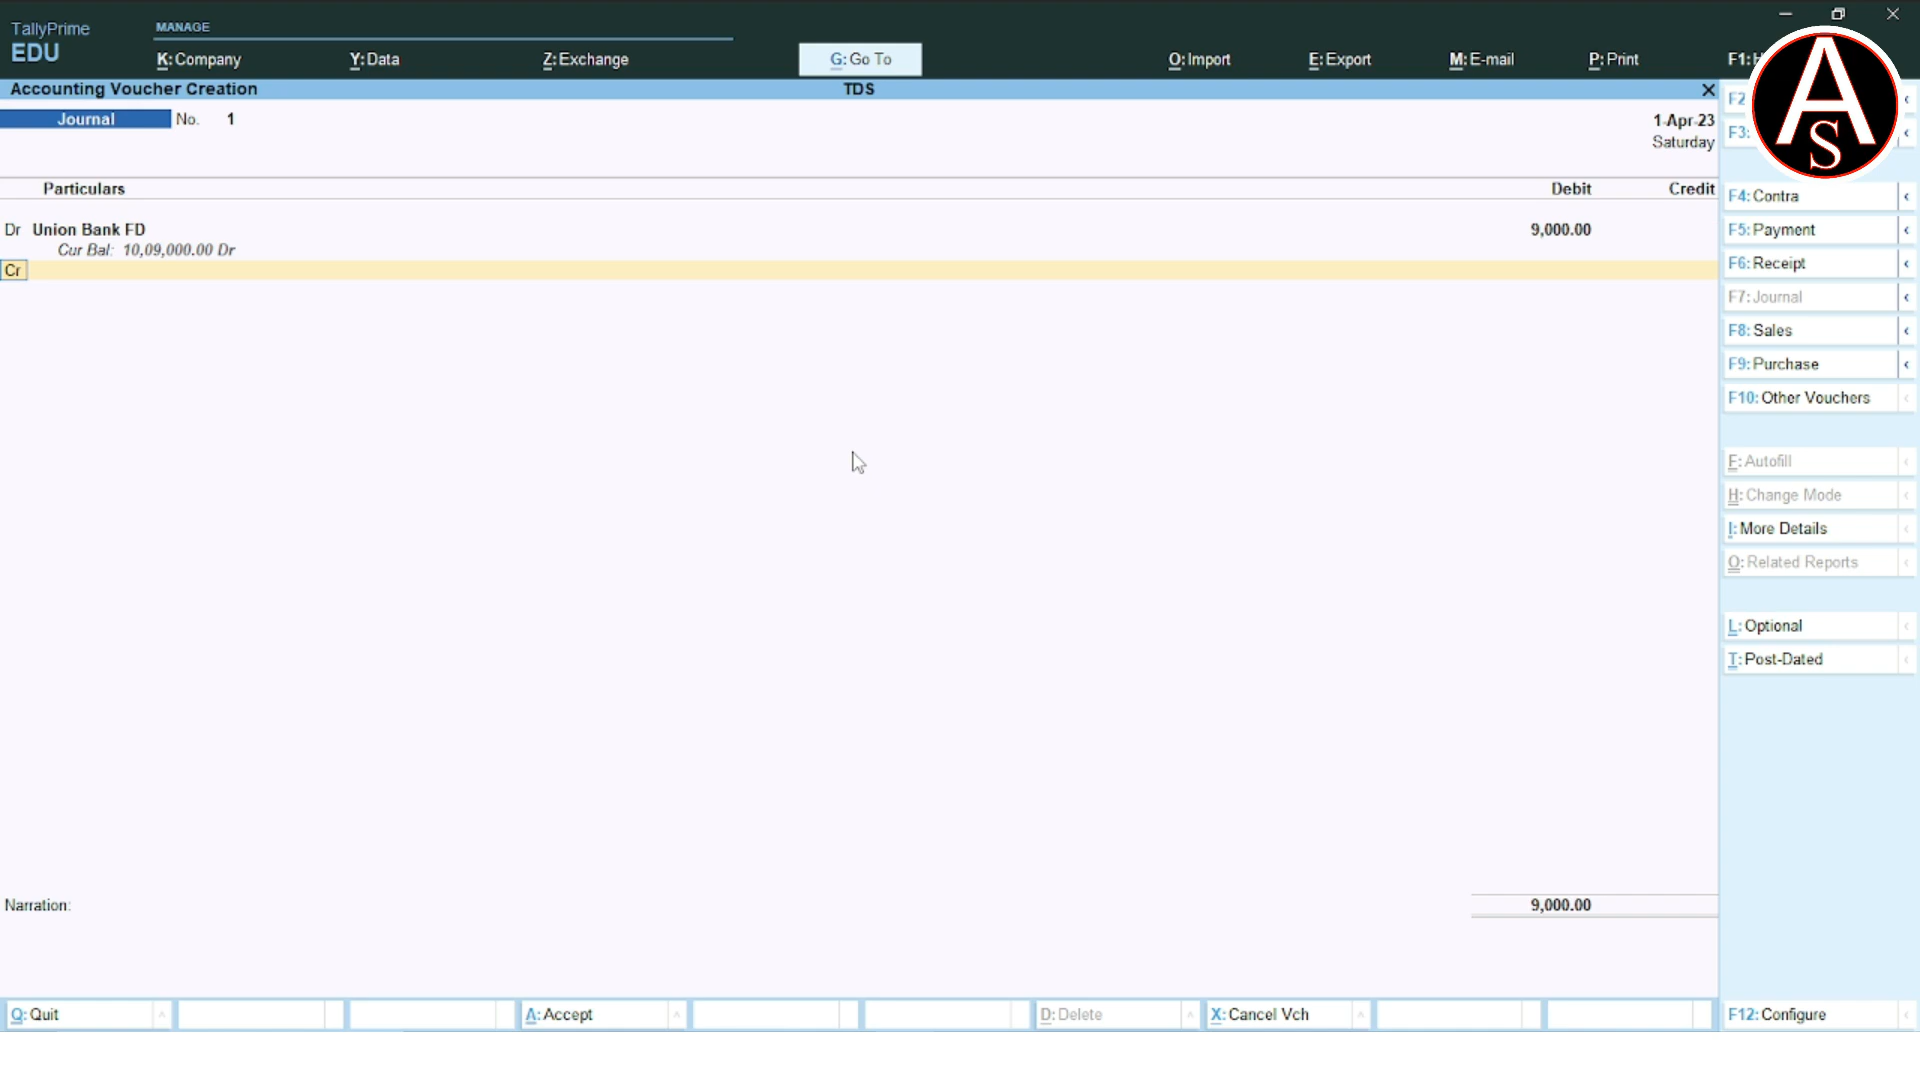 TallyPrime
EDU
MANAGE
K: Company
Y: Data
Z: Exchange
G: Go To
O: Import
E: Export
M: E-mail
P: Print
F1:
Accounting Voucher Creation
TDS
Journal No. 1
1-Apr-23
Saturday
Particulars Debit Credit
Dr Union Bank FD 9,000.00
Cur Bal: 10,09,000.00 Dr
Cr
Narration:
9,000.00
F2
F3:
F4: Contra
F5: Payment
F6: Receipt
F7: Journal
F8: Sales
F9: Purchase
F10: Other Vouchers
F: Autofill
H: Change Mode
I: More Details
O: Related Reports
L: Optional
T: Post-Dated
F12: Configure
Q: Quit
A: Accept
D: Delete
X: Cancel Vch
A
S